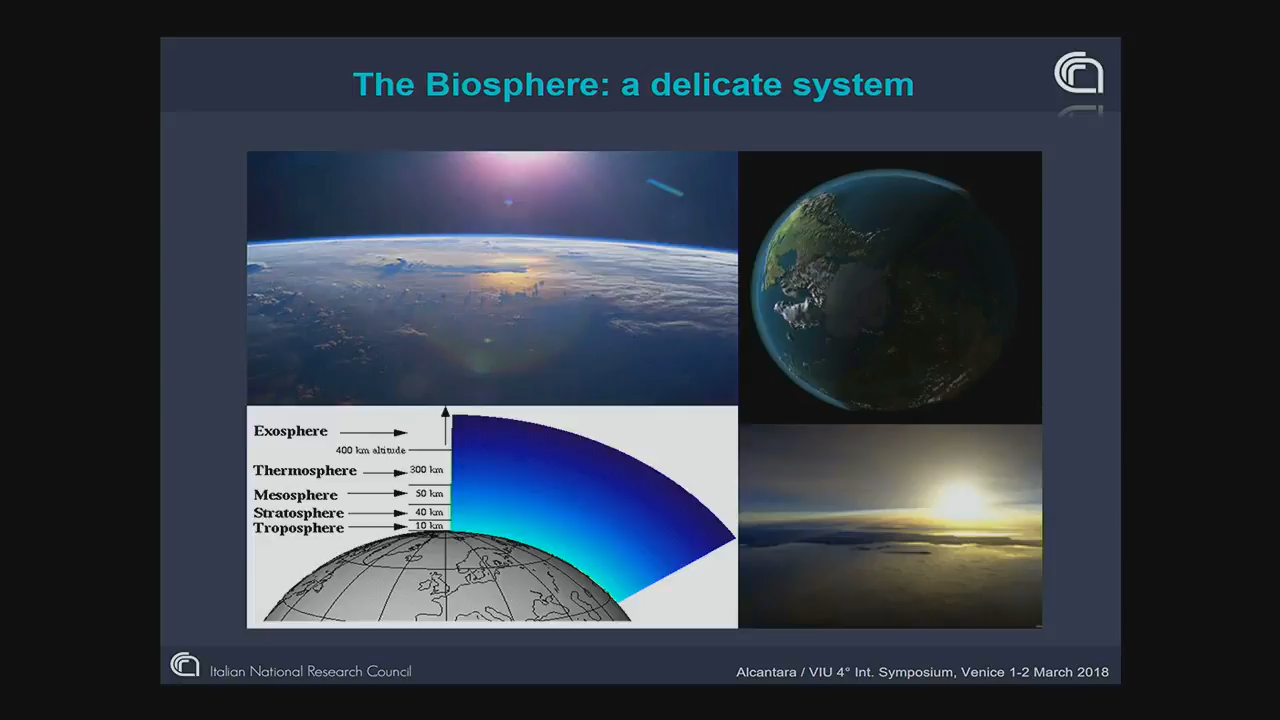 The Biosphere: a delicate system
Exosphere
400 km altitude
Thermosphere
300 km
Mesosphere
50 km
Stratosphere
40 km
Troposphere
10 km
Italian National Research Council
Alcantara / VIU 4° Int. Symposium, Venice 1-2 March 2018